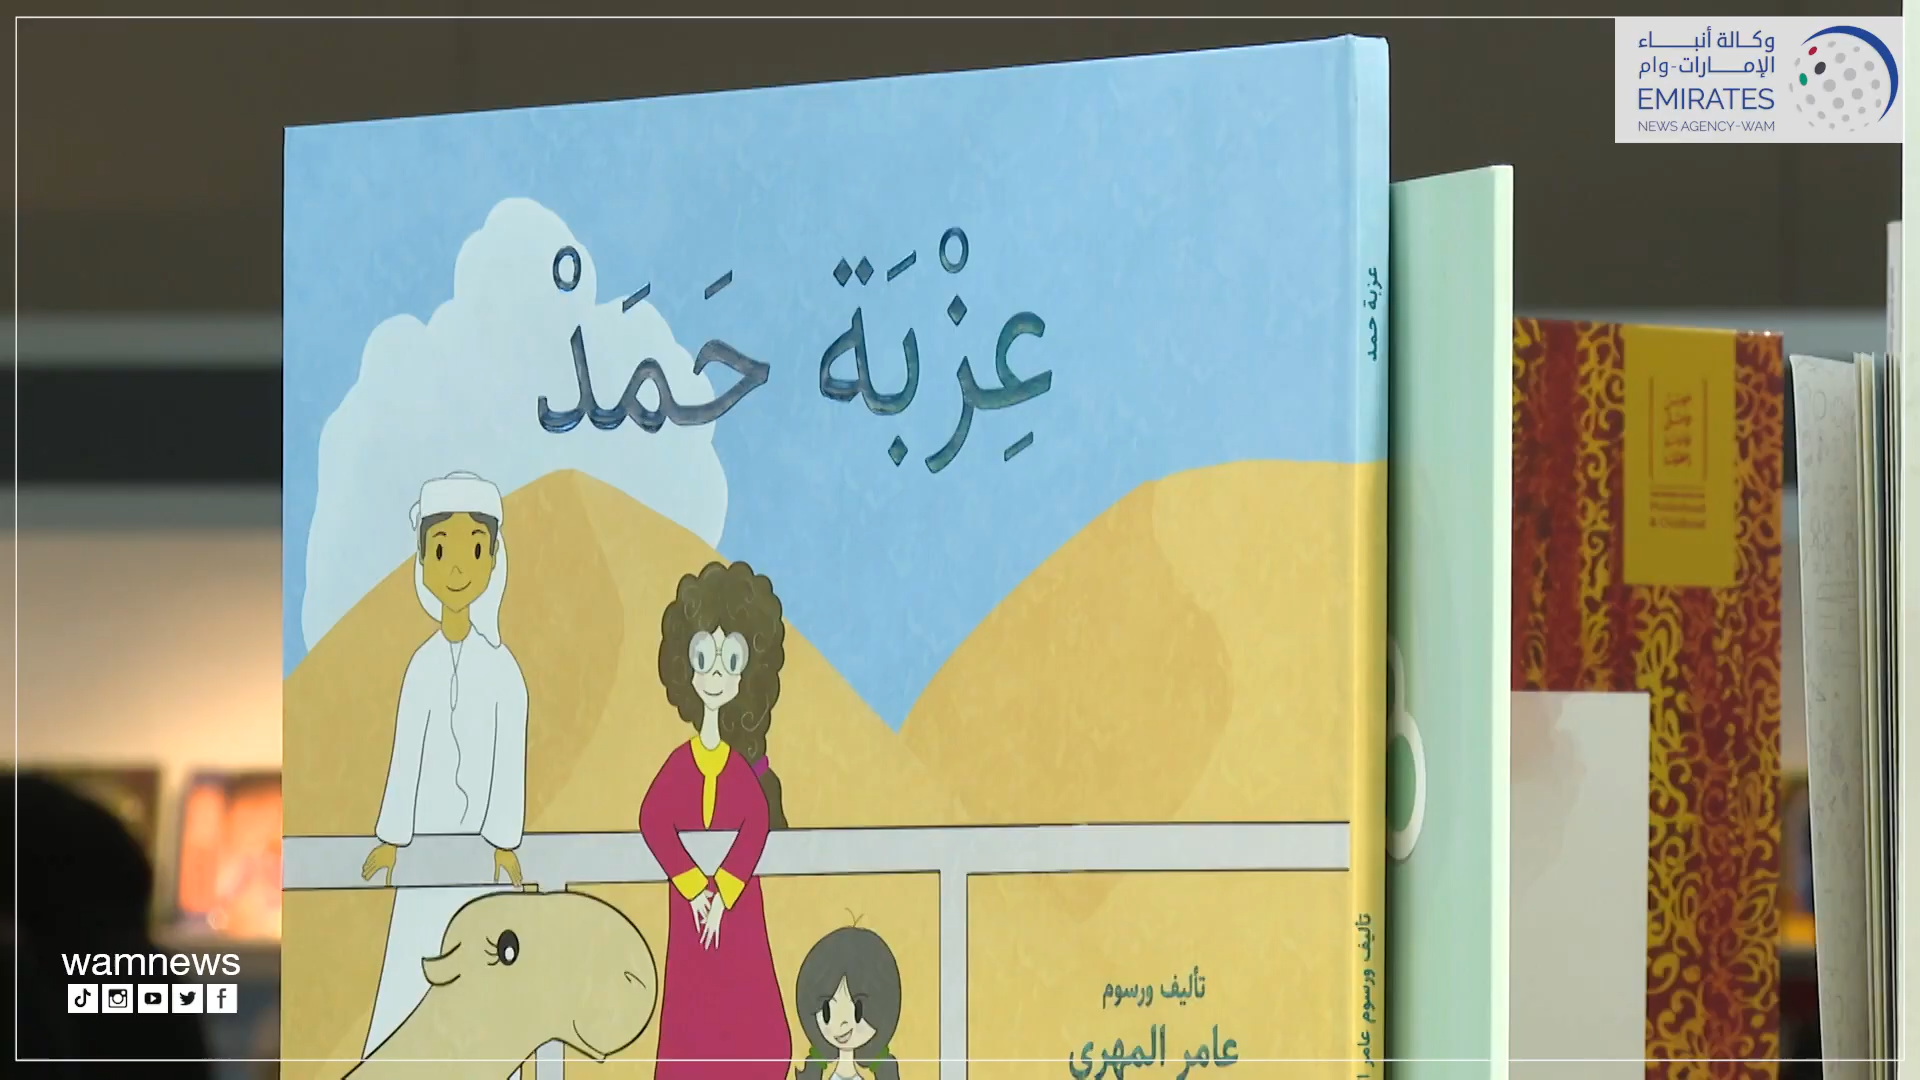 وكالة أنباء
الإمارات-وام
EMIRATES
NEWS AGENCY-WAM
عِزْبَة حَمَدْ
عزبة حمد
تأليف ورسوم
عامر المهري
تأليف ورسوم عامر
wamnews